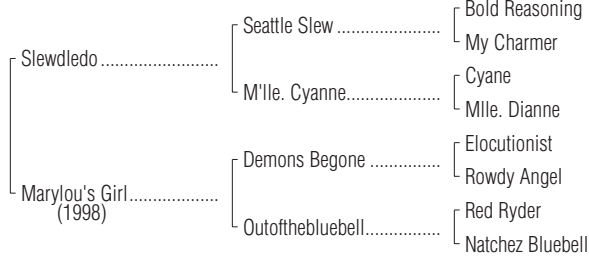 Bold Reasoning
Seattle Slew ......................
My Charmer
Slewdledo .........................
Cyane
M'lle. Cyanne....................
Mlle. Dianne
Elocutionist
Demons Begone ...............
Rowdy Angel
Marylou's Girl...................
(1998)
Red Ryder
Outofthebluebell................
Natchez Bluebell